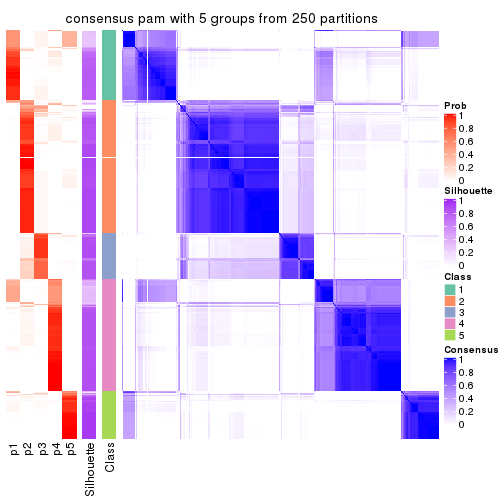 consensus pam with 5 groups from 250 partitions
Prob
1
0.8
0.6
0.4
0.2
0
Silhouette
1
0.8
0.6
0.4
0.2
0
Class
1
2
3
4
5
Consensus
1
0.8
0.6
0.4
0.2
0
p1
p2
p3
p4
p5
Silhouette
Class